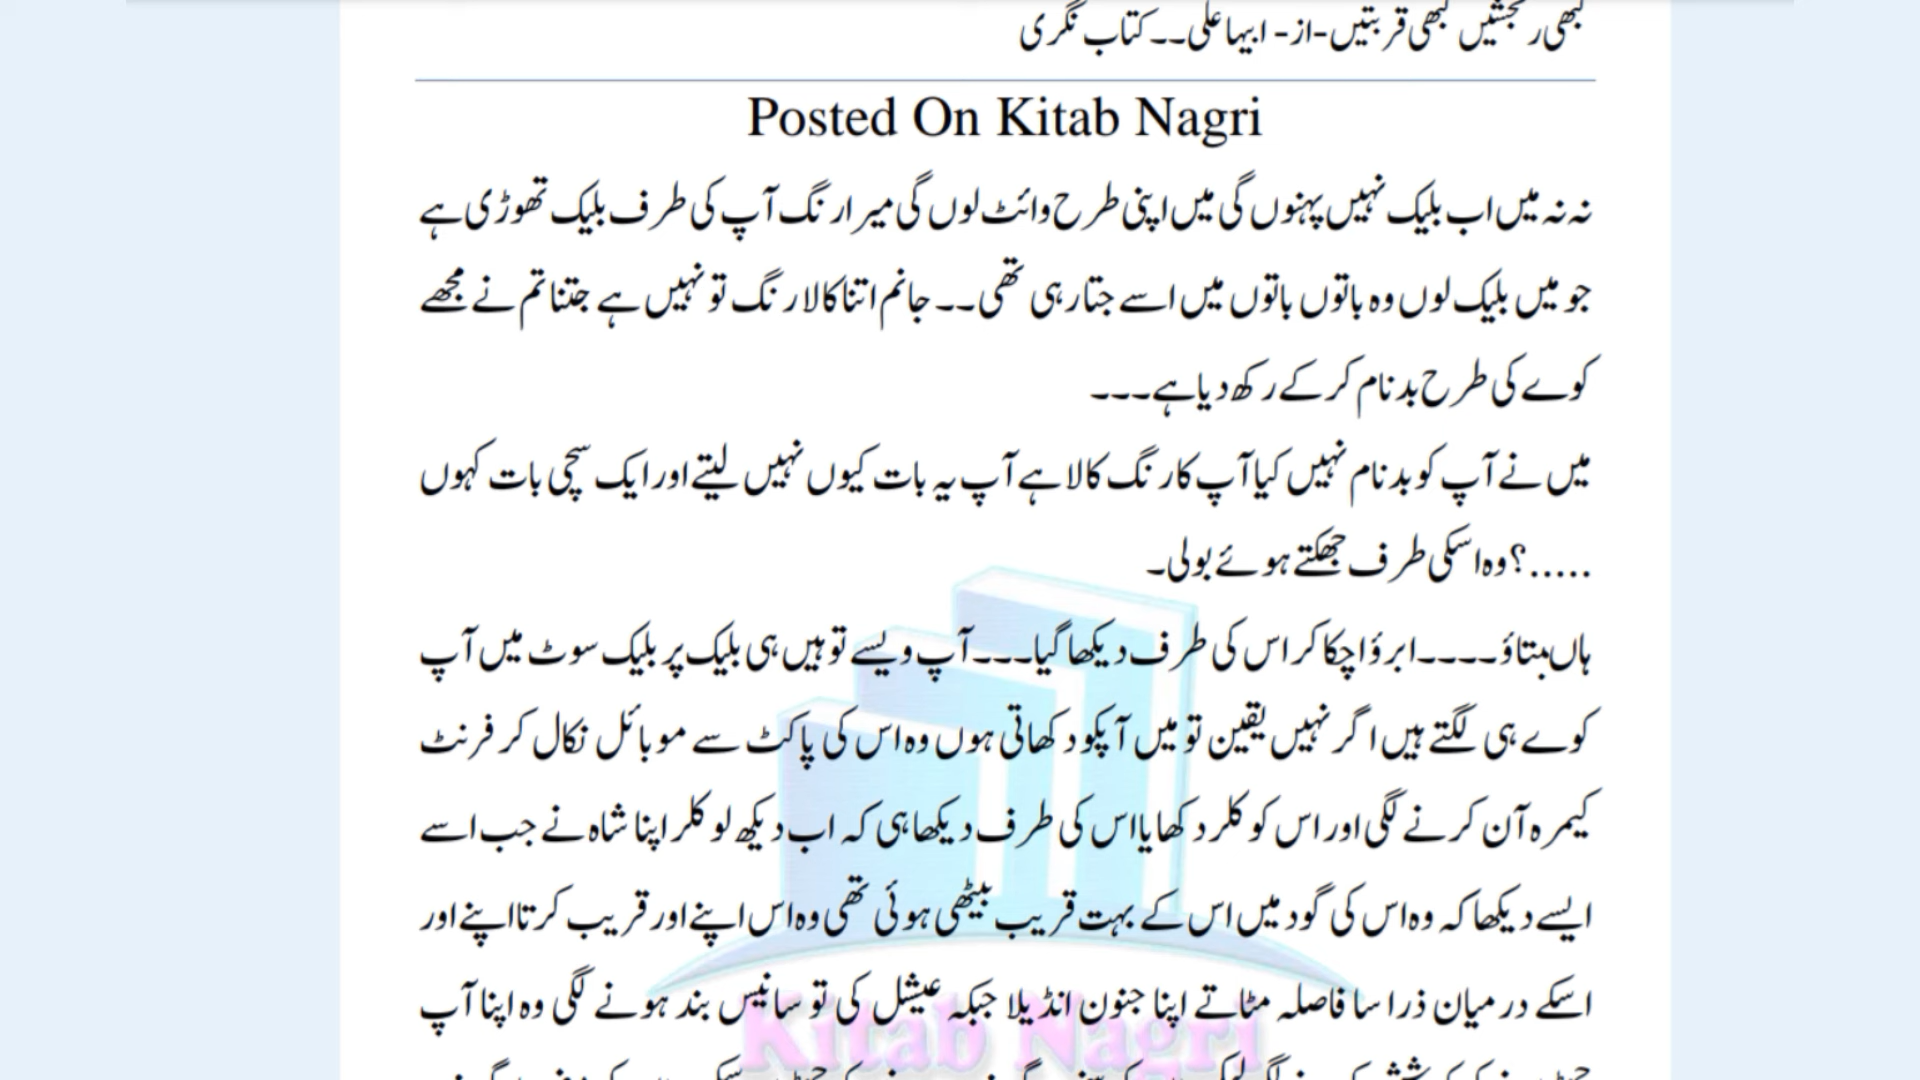 کبھی رنجشیں کبھی قربتیں-از- ابیہا علی۔۔ کتاب نگری
Posted On Kitab Nagri
نہ نہ میں اب بلیک نہیں پہنوں گی میں اپنی طرح وائٹ لوں گی میرا رنگ آپ کی طرف بلیک تھوڑی ہے
جو میں بلیک لوں وہ باتوں باتوں میں اسے جتا رہی تھی۔۔ جانم اتنا کالا رنگ تو نہیں ہے جتنا تم نے مجھے
کوے کی طرح بدنام کر کے رکھ دیا ہے۔۔۔
میں نے آپ کو بدنام نہیں کیا آپ کا رنگ کالا ہے آپ یہ بات کیوں نہیں لیتے اور ایک سچی بات کہوں
.....؟ وہ اسکی طرف جھکتے ہوئے بولی۔
ہاں بتاؤ۔۔۔۔ ابرؤ اچکا کر اس کی طرف دیکھا گیا۔۔۔ آپ ویسے تو ہیں ہی بلیک پر بلیک سوٹ میں آپ
کوے ہی لگتے ہیں اگر نہیں یقین تو میں آپکو دکھاتی ہوں وہ اس کی پاکٹ سے موبائل نکال کر فرنٹ
کیمرہ آن کرنے لگی اور اس کو کلر دکھایا اس کی طرف دیکھا ہی کہ اب دیکھ لو کلر اپنا شاہ نے جب اسے
ایسے دیکھا کہ وہ اس کی گود میں اس کے بہت قریب بیٹھی ہوئی تھی وہ اس اپنے اور قریب کرتا اپنے اور
اسکے درمیان ذرا سا فاصلہ مٹاتے اپنا جنون انڈیلا جبکہ عیشل کی تو سانیس بند ہونے لگی وہ اپنا آپ
Kitab Nagri